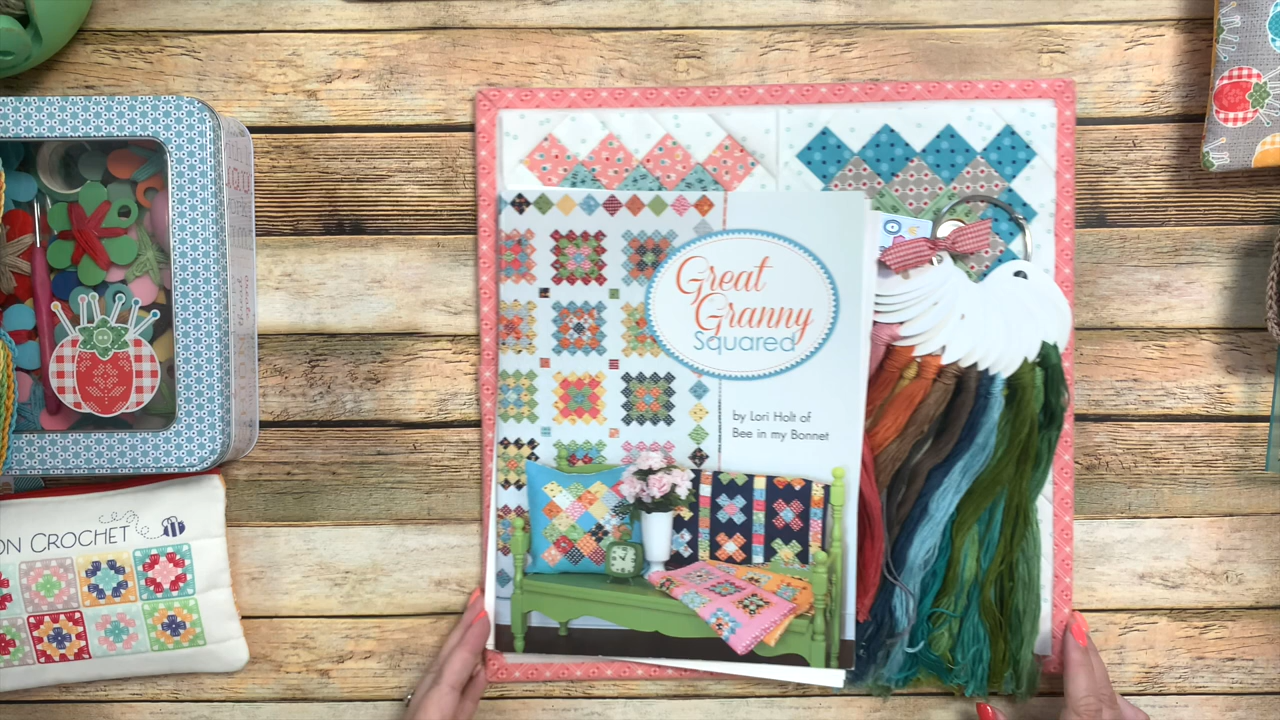 Great
Granny
Squared
by Lori Holt of
Bee in my Bonnet
ON CROCHET